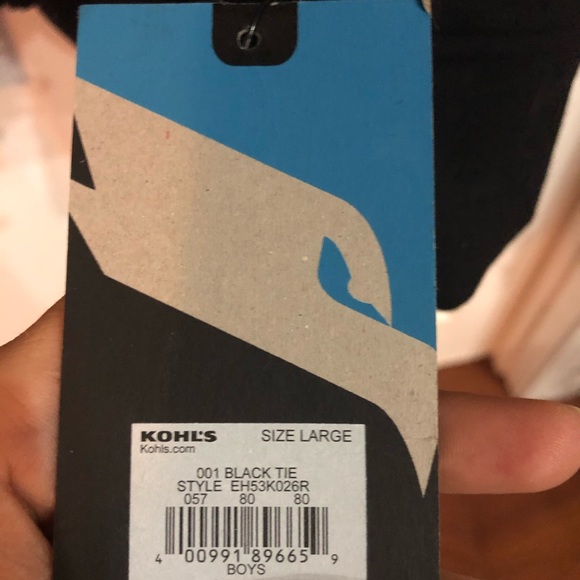 KOHL'S SIZE LARGE
Kohls.com
001 BLACK TIE
STYLE EH53K026R
057 80 80
4 00991 89665 9
BOYS